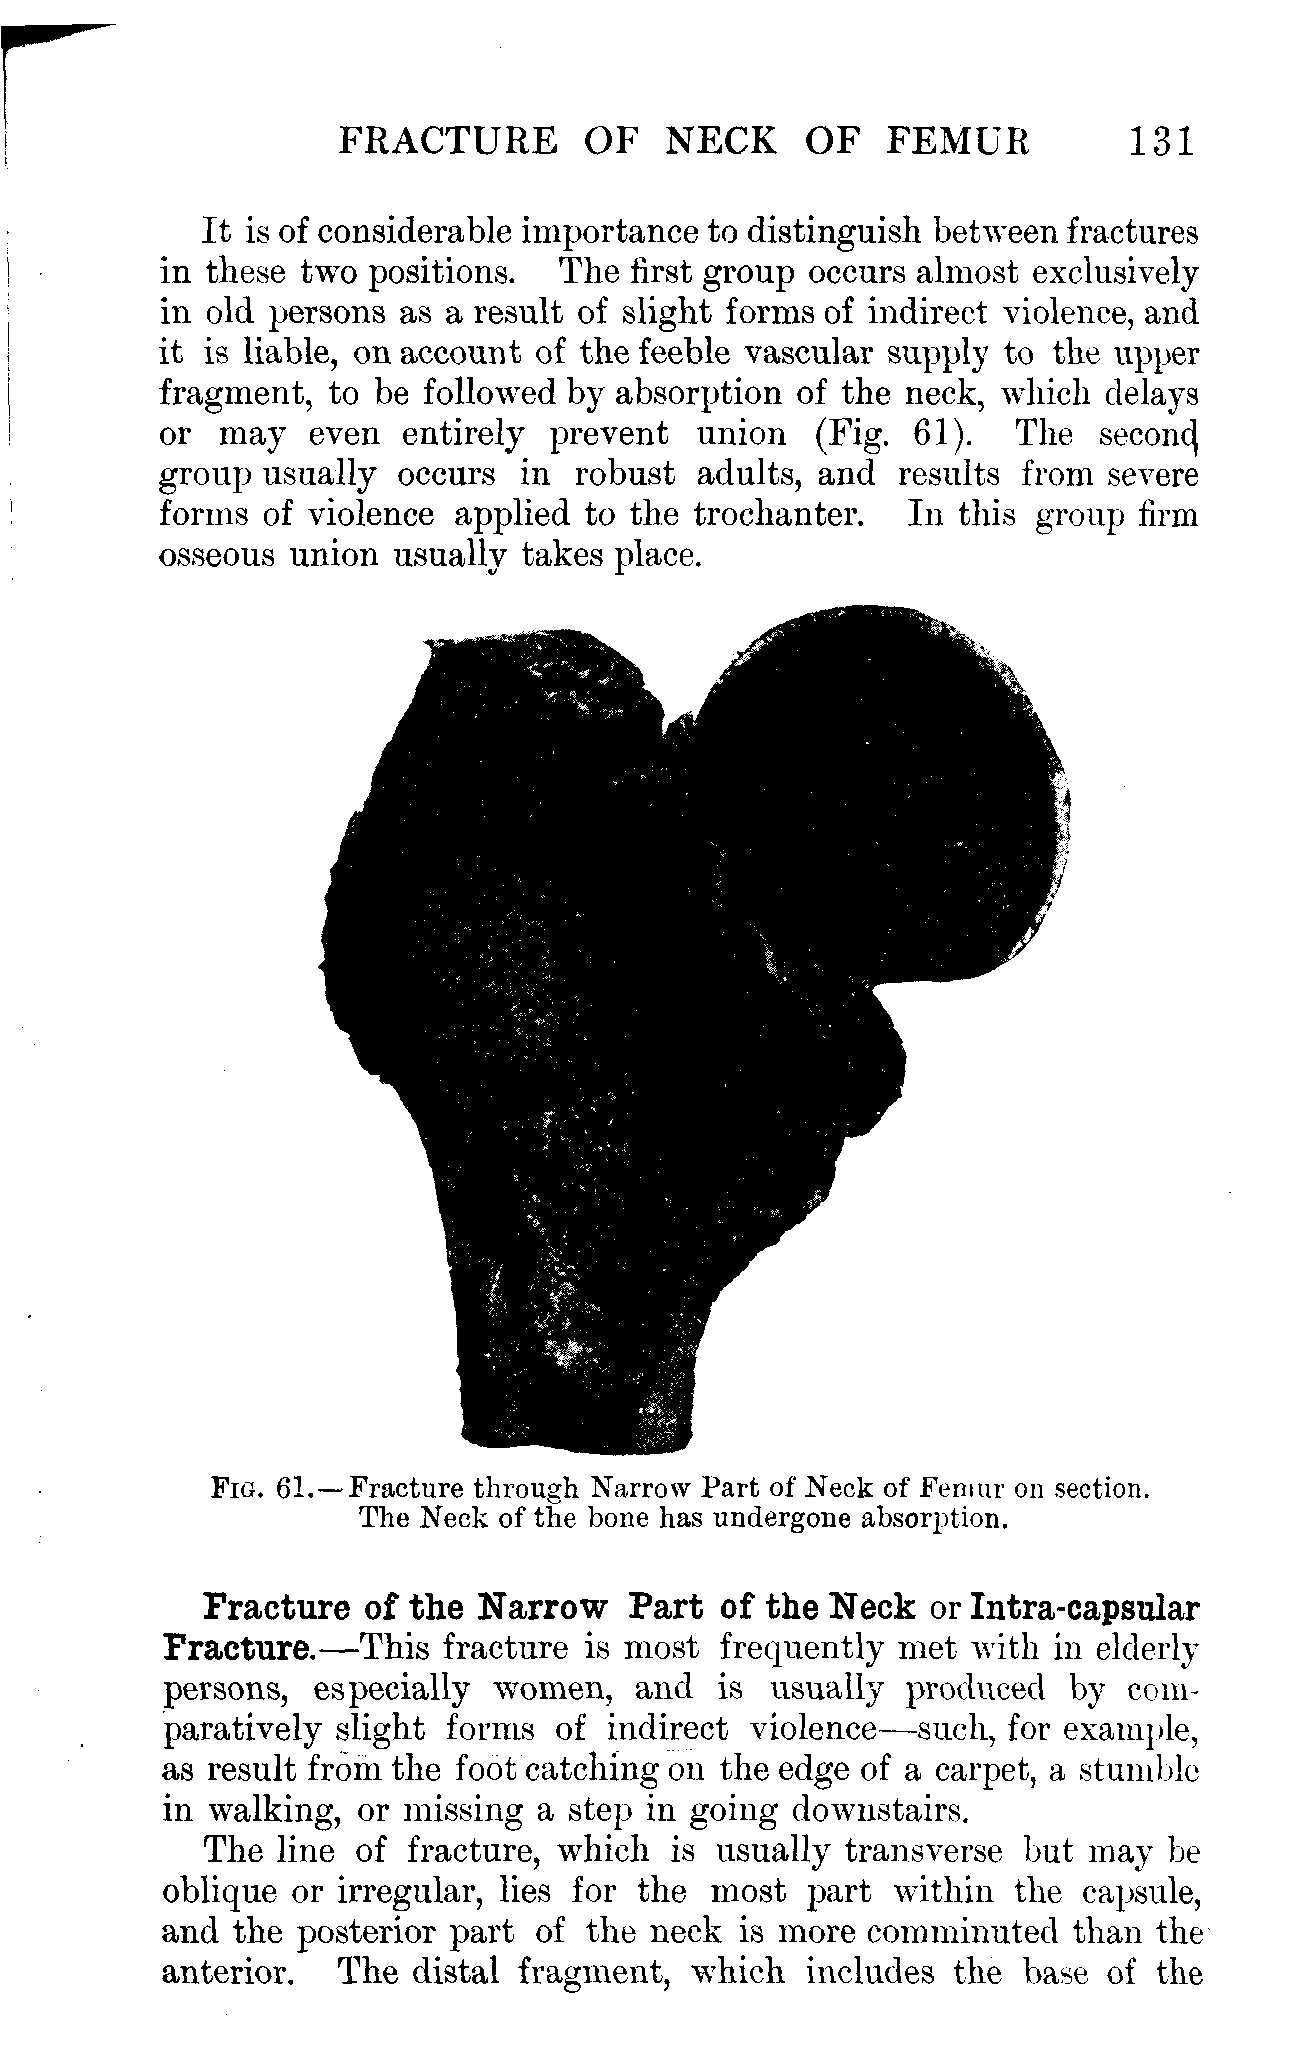 FRACTURE OF NECK OF FEMUR 131
It is of considerable importance to distinguish between fractures
in these two positions. The first group occurs almost exclusively
in old persons as a result of slight forms of indirect violence, and
it is liable, on account of the feeble vascular supply to the upper
fragment, to be followed by absorption of the neck, which delays
or may even entirely prevent union (Fig. 61). The second
group usually occurs in robust adults, and results from severe
forms of violence applied to the trochanter. In this group firm
osseous union usually takes place.
FIG. 61.—Fracture through Narrow Part of Neck of Femur on section.
The Neck of the bone has undergone absorption.
Fracture of the Narrow Part of the Neck or Intra-capsular
Fracture.—This fracture is most frequently met with in elderly
persons, especially women, and is usually produced by com-
paratively slight forms of indirect violence—such, for example,
as result from the foot catching on the edge of a carpet, a stumble
in walking, or missing a step in going downstairs.
The line of fracture, which is usually transverse but may be
oblique or irregular, lies for the most part within the capsule,
and the posterior part of the neck is more comminuted than the
anterior. The distal fragment, which includes the base of the